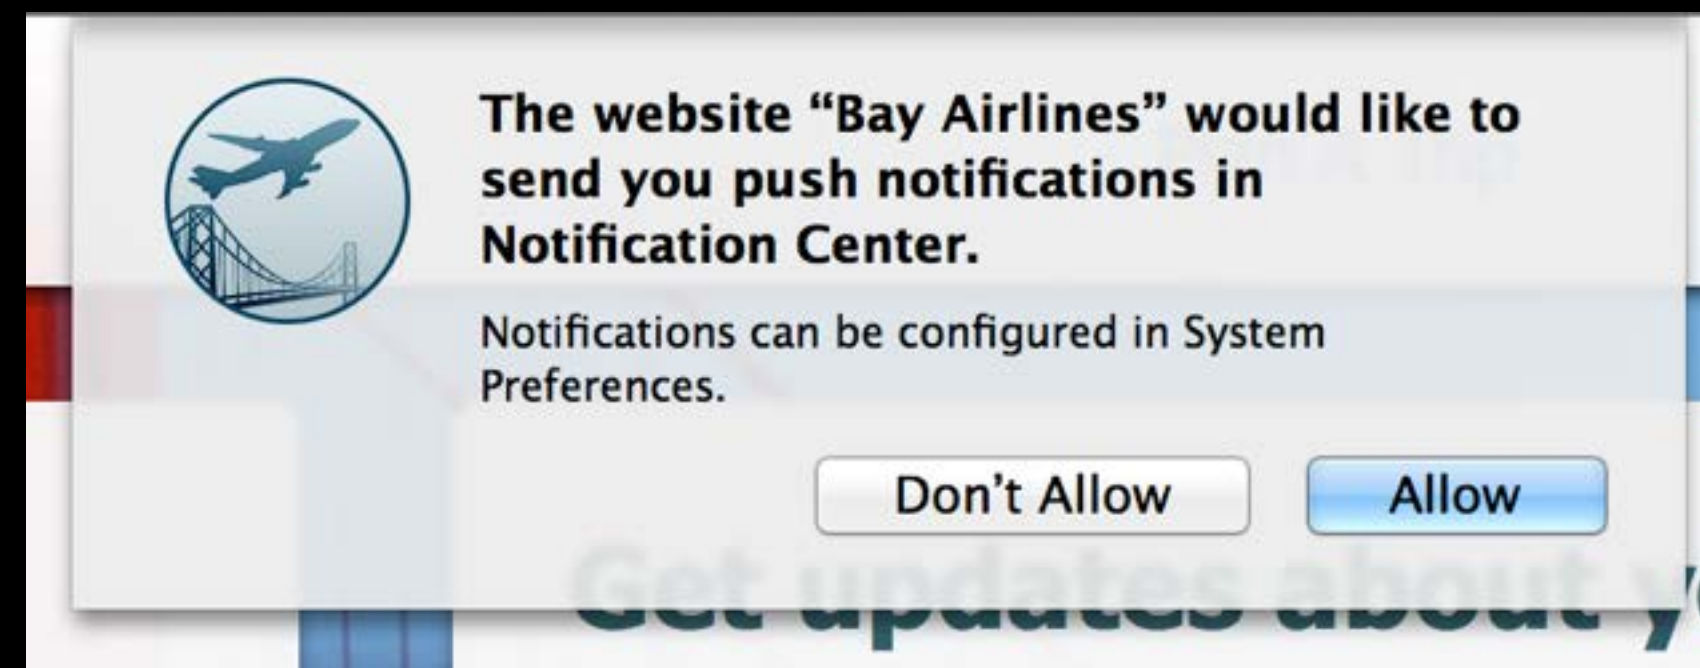 The website “Bay Airlines” would like to
send you push notifications in
Notification Center.
Notifications can be configured in System
Preferences.
Don’t Allow
Allow
Get updates about